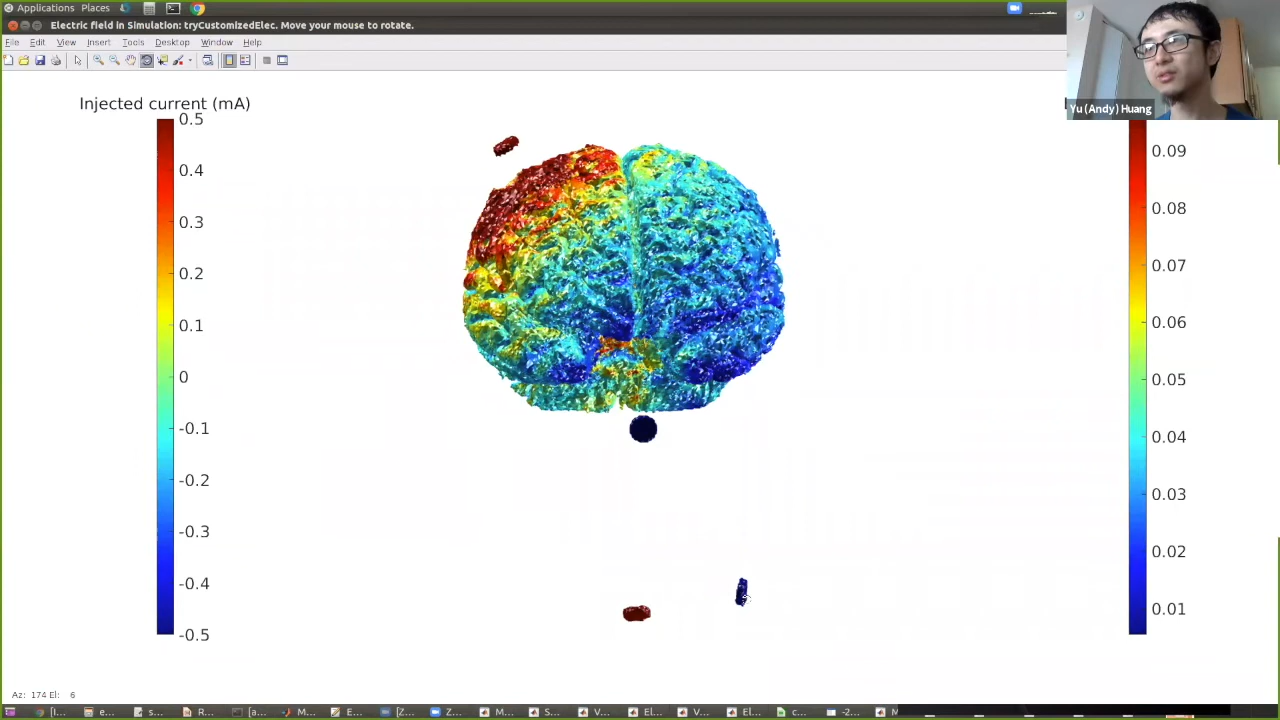 Applications Places
Electric field in Simulation: tryCustomizedElec. Move your mouse to rotate.
File Edit View Insert Tools Desktop Window Help
Injected current (mA)
0.5
0.4
0.3
0.2
0.1
0
-0.1
-0.2
-0.3
-0.4
-0.5
Yu (Andy) Huang
0.09
0.08
0.07
0.06
0.05
0.04
0.03
0.02
0.01
Az: 174 El: 6
[I... e... s... R... [a... M... E... [Z... Z... M... S... V... El... V... El... c... -2... M